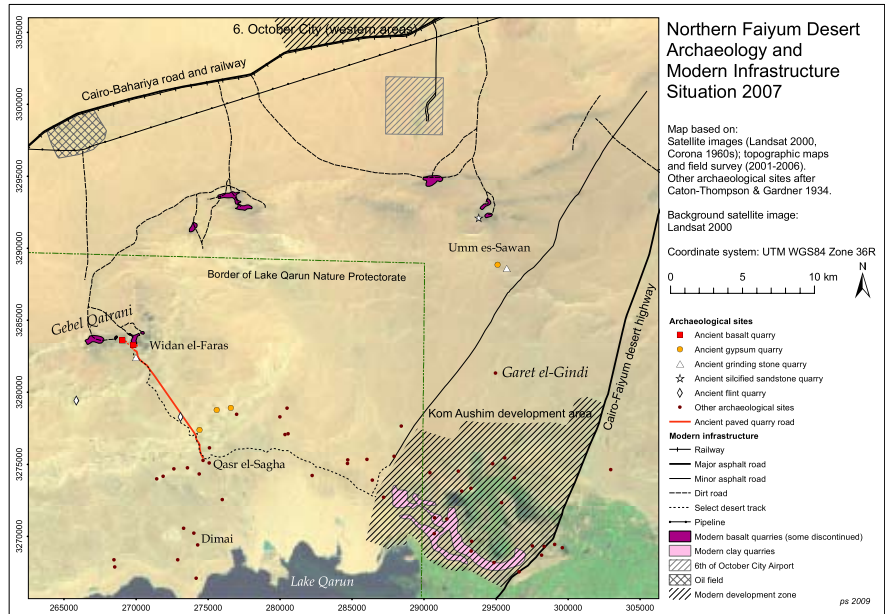 Northern Faiyum Desert
Archaeology and
Modern Infrastructure
Situation 2007
Map based on:
Satellite images (Landsat 2000,
Corona 1960s); topographic maps
and field survey (2001-2006).
Other archaeological sites after
Caton-Thompson & Gardner 1934.
Background satellite image:
Landsat 2000
Coordinate system: UTM WGS84 Zone 36R
N
0 5 10 km
Archaeological sites
Ancient basalt quarry
Ancient gypsum quarry
Ancient grinding stone quarry
Ancient silcified sandstone quarry
Ancient flint quarry
Other archaeological sites
Ancient paved quarry road
Modern infrastructure
Railway
Major asphalt road
Minor asphalt road
Dirt road
Select desert track
Pipeline
Modern basalt quarries (some discontinued)
Modern clay quarries
6th of October City Airport
Oil field
Modern development zone
ps 2009
6. October City (western areas)
Cairo-Bahariya road and railway
Umm es-Sawan
Border of Lake Qarun Nature Protectorate
Gebel Qatrani
Widan el-Faras
Garet el-Gindi
Cairo-Faiyum desert highway
Kom Aushim development area
Qasr el-Sagha
Dimai
Lake Qarun
3305000
3300000
3295000
3290000
3285000
3280000
3275000
3270000
265000 270000 275000 280000 285000 290000 295000 300000 305000